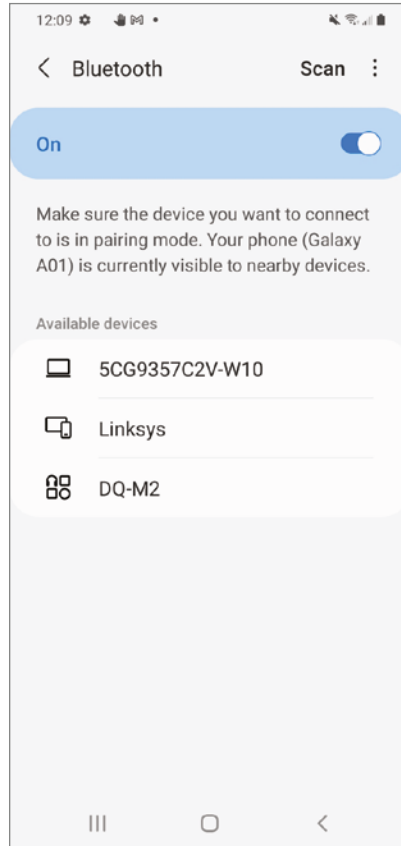 12:09
Bluetooth
Scan
On
Make sure the device you want to connect
to is in pairing mode. Your phone (Galaxy
A01) is currently visible to nearby devices.
Available devices
5CG9357C2V-W10
Linksys
DQ-M2